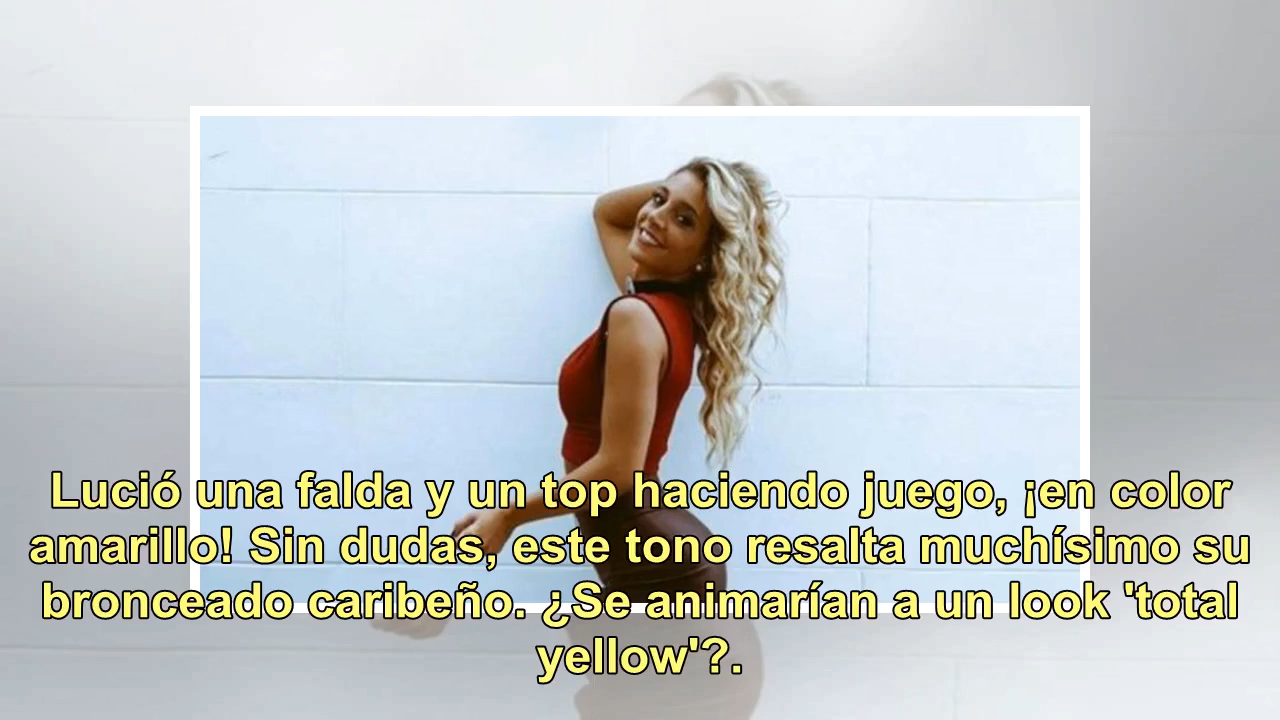 Lució una falda y un top haciendo juego, ¡en color
amarillo! Sin dudas, este tono resalta muchísimo su
bronceado caribeño. ¿Se animarían a un look 'total
yellow'?.